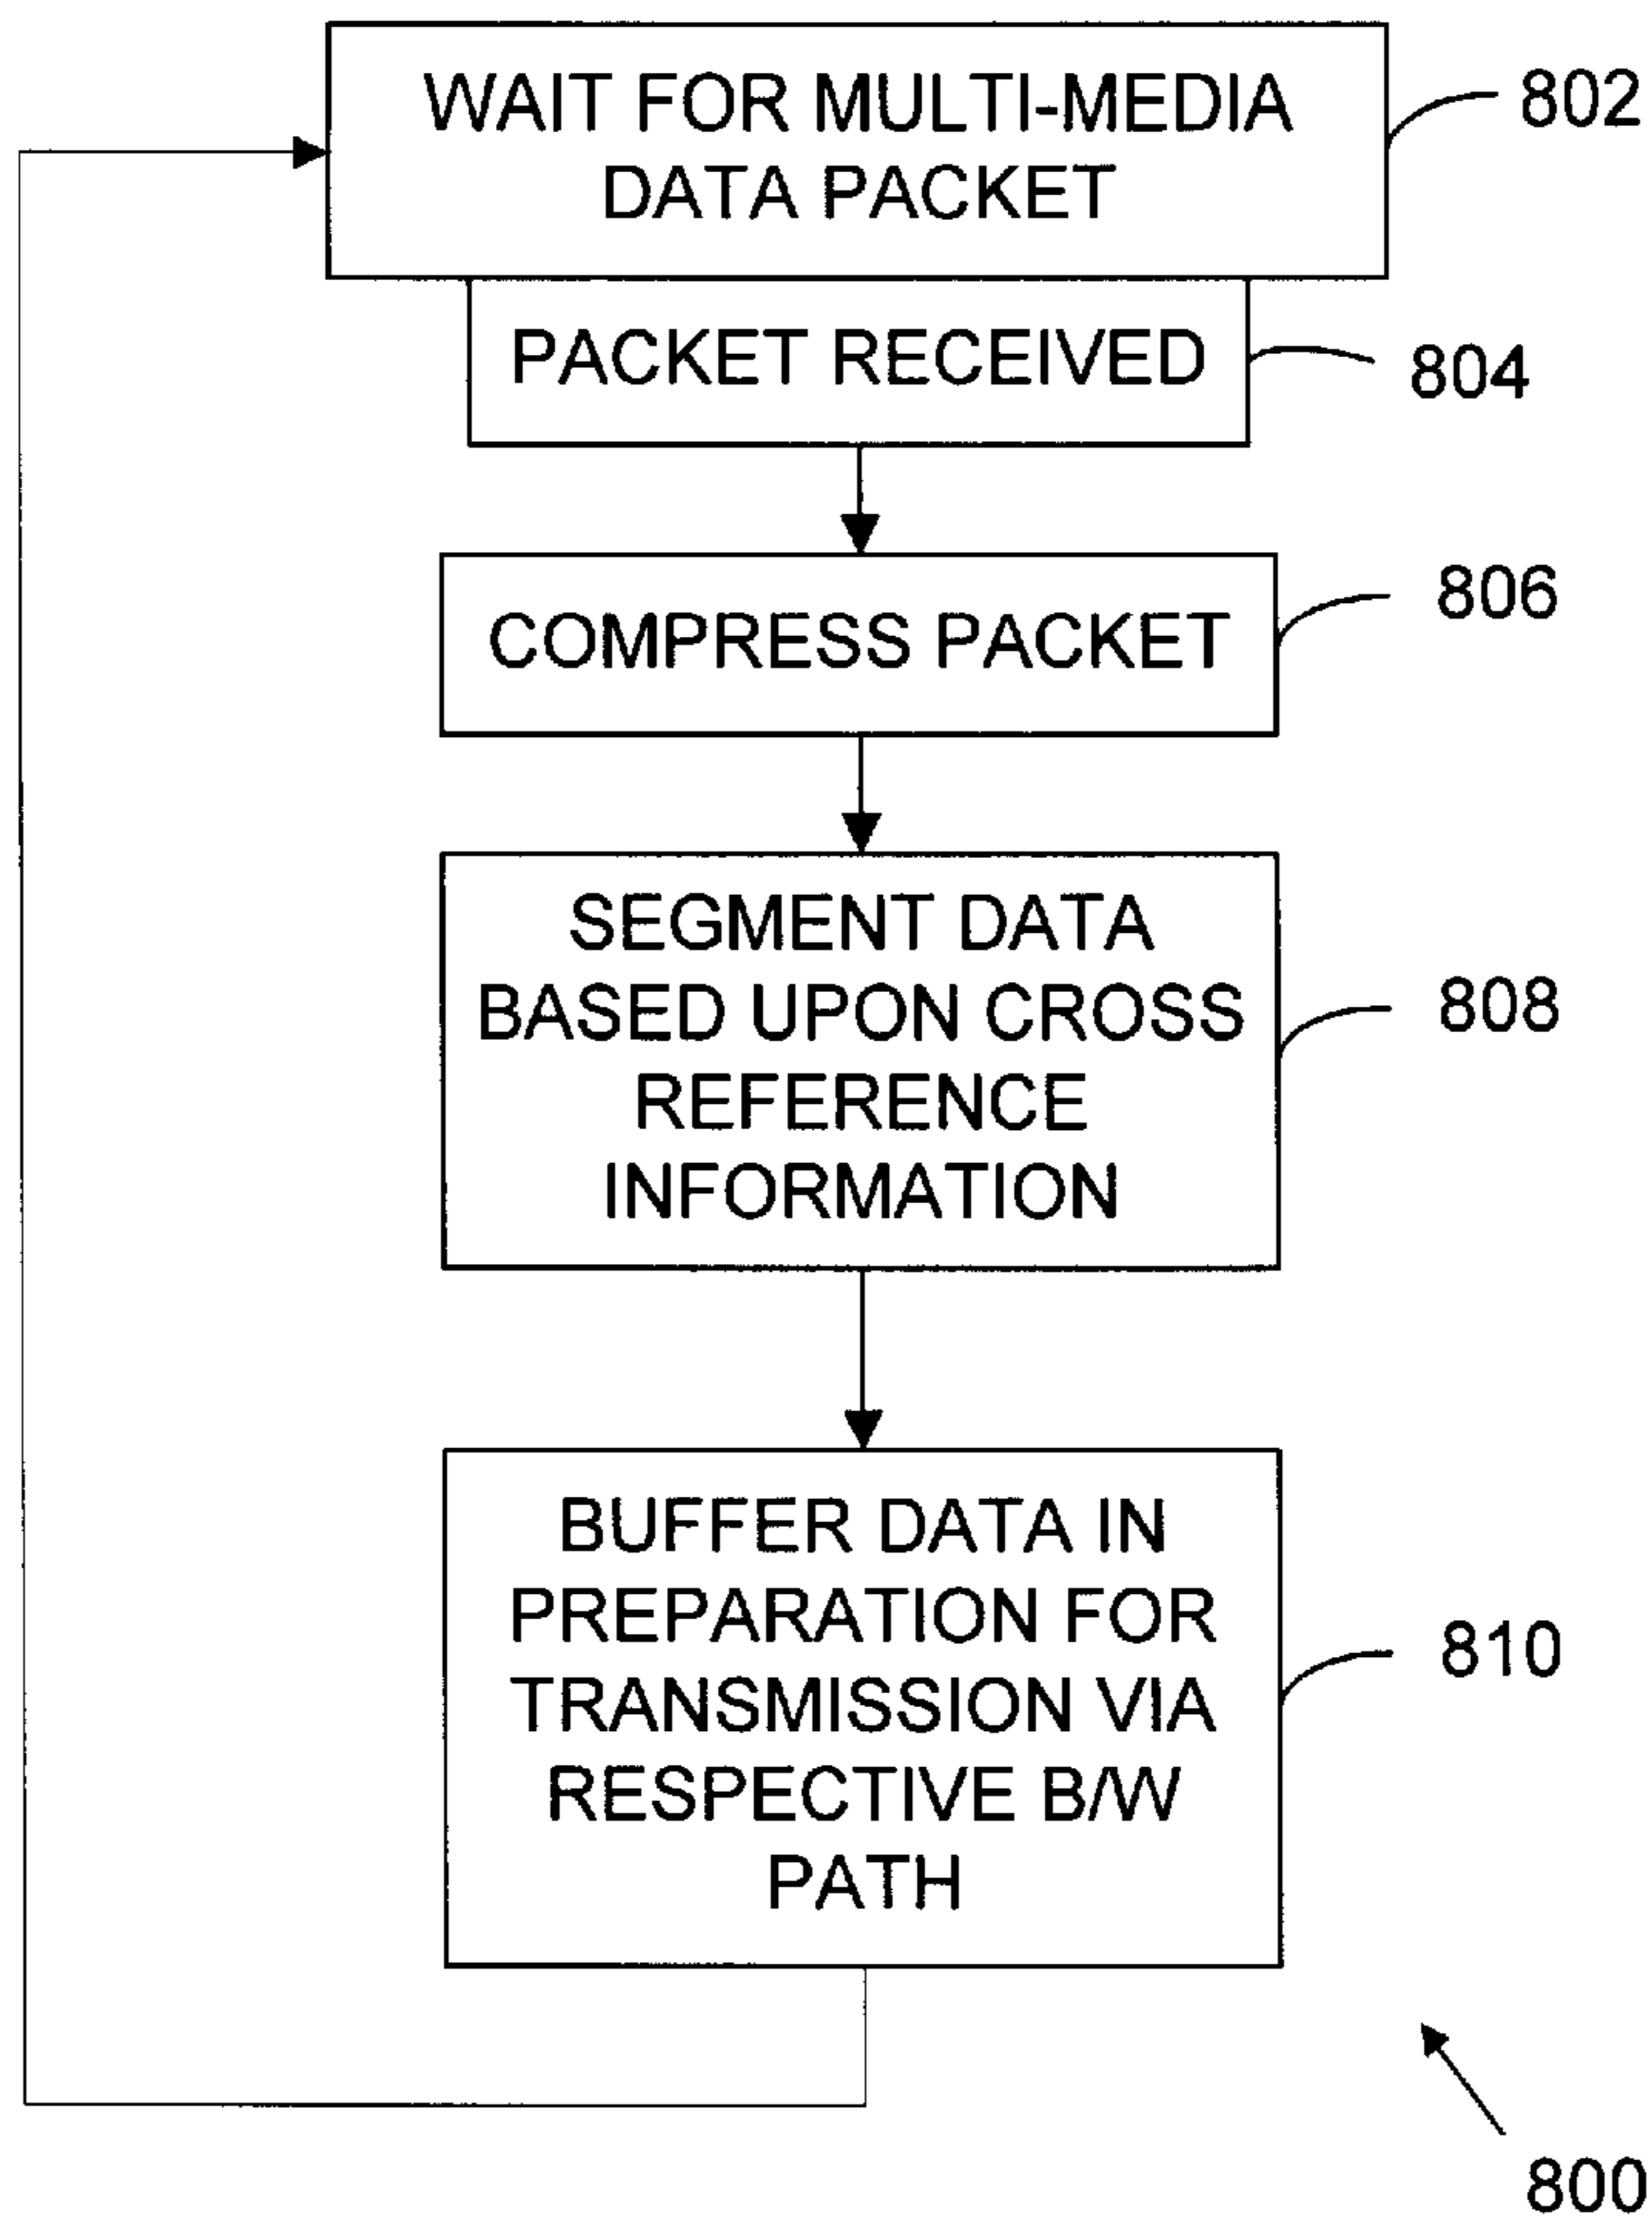 WAIT FOR MULTI-MEDIA
DATA PACKET
802
PACKET RECEIVED
804
COMPRESS PACKET
806
SEGMENT DATA
BASED UPON CROSS
REFERENCE
INFORMATION
808
BUFFER DATA IN
PREPARATION FOR
TRANSMISSION VIA
RESPECTIVE B/W
PATH
810
800